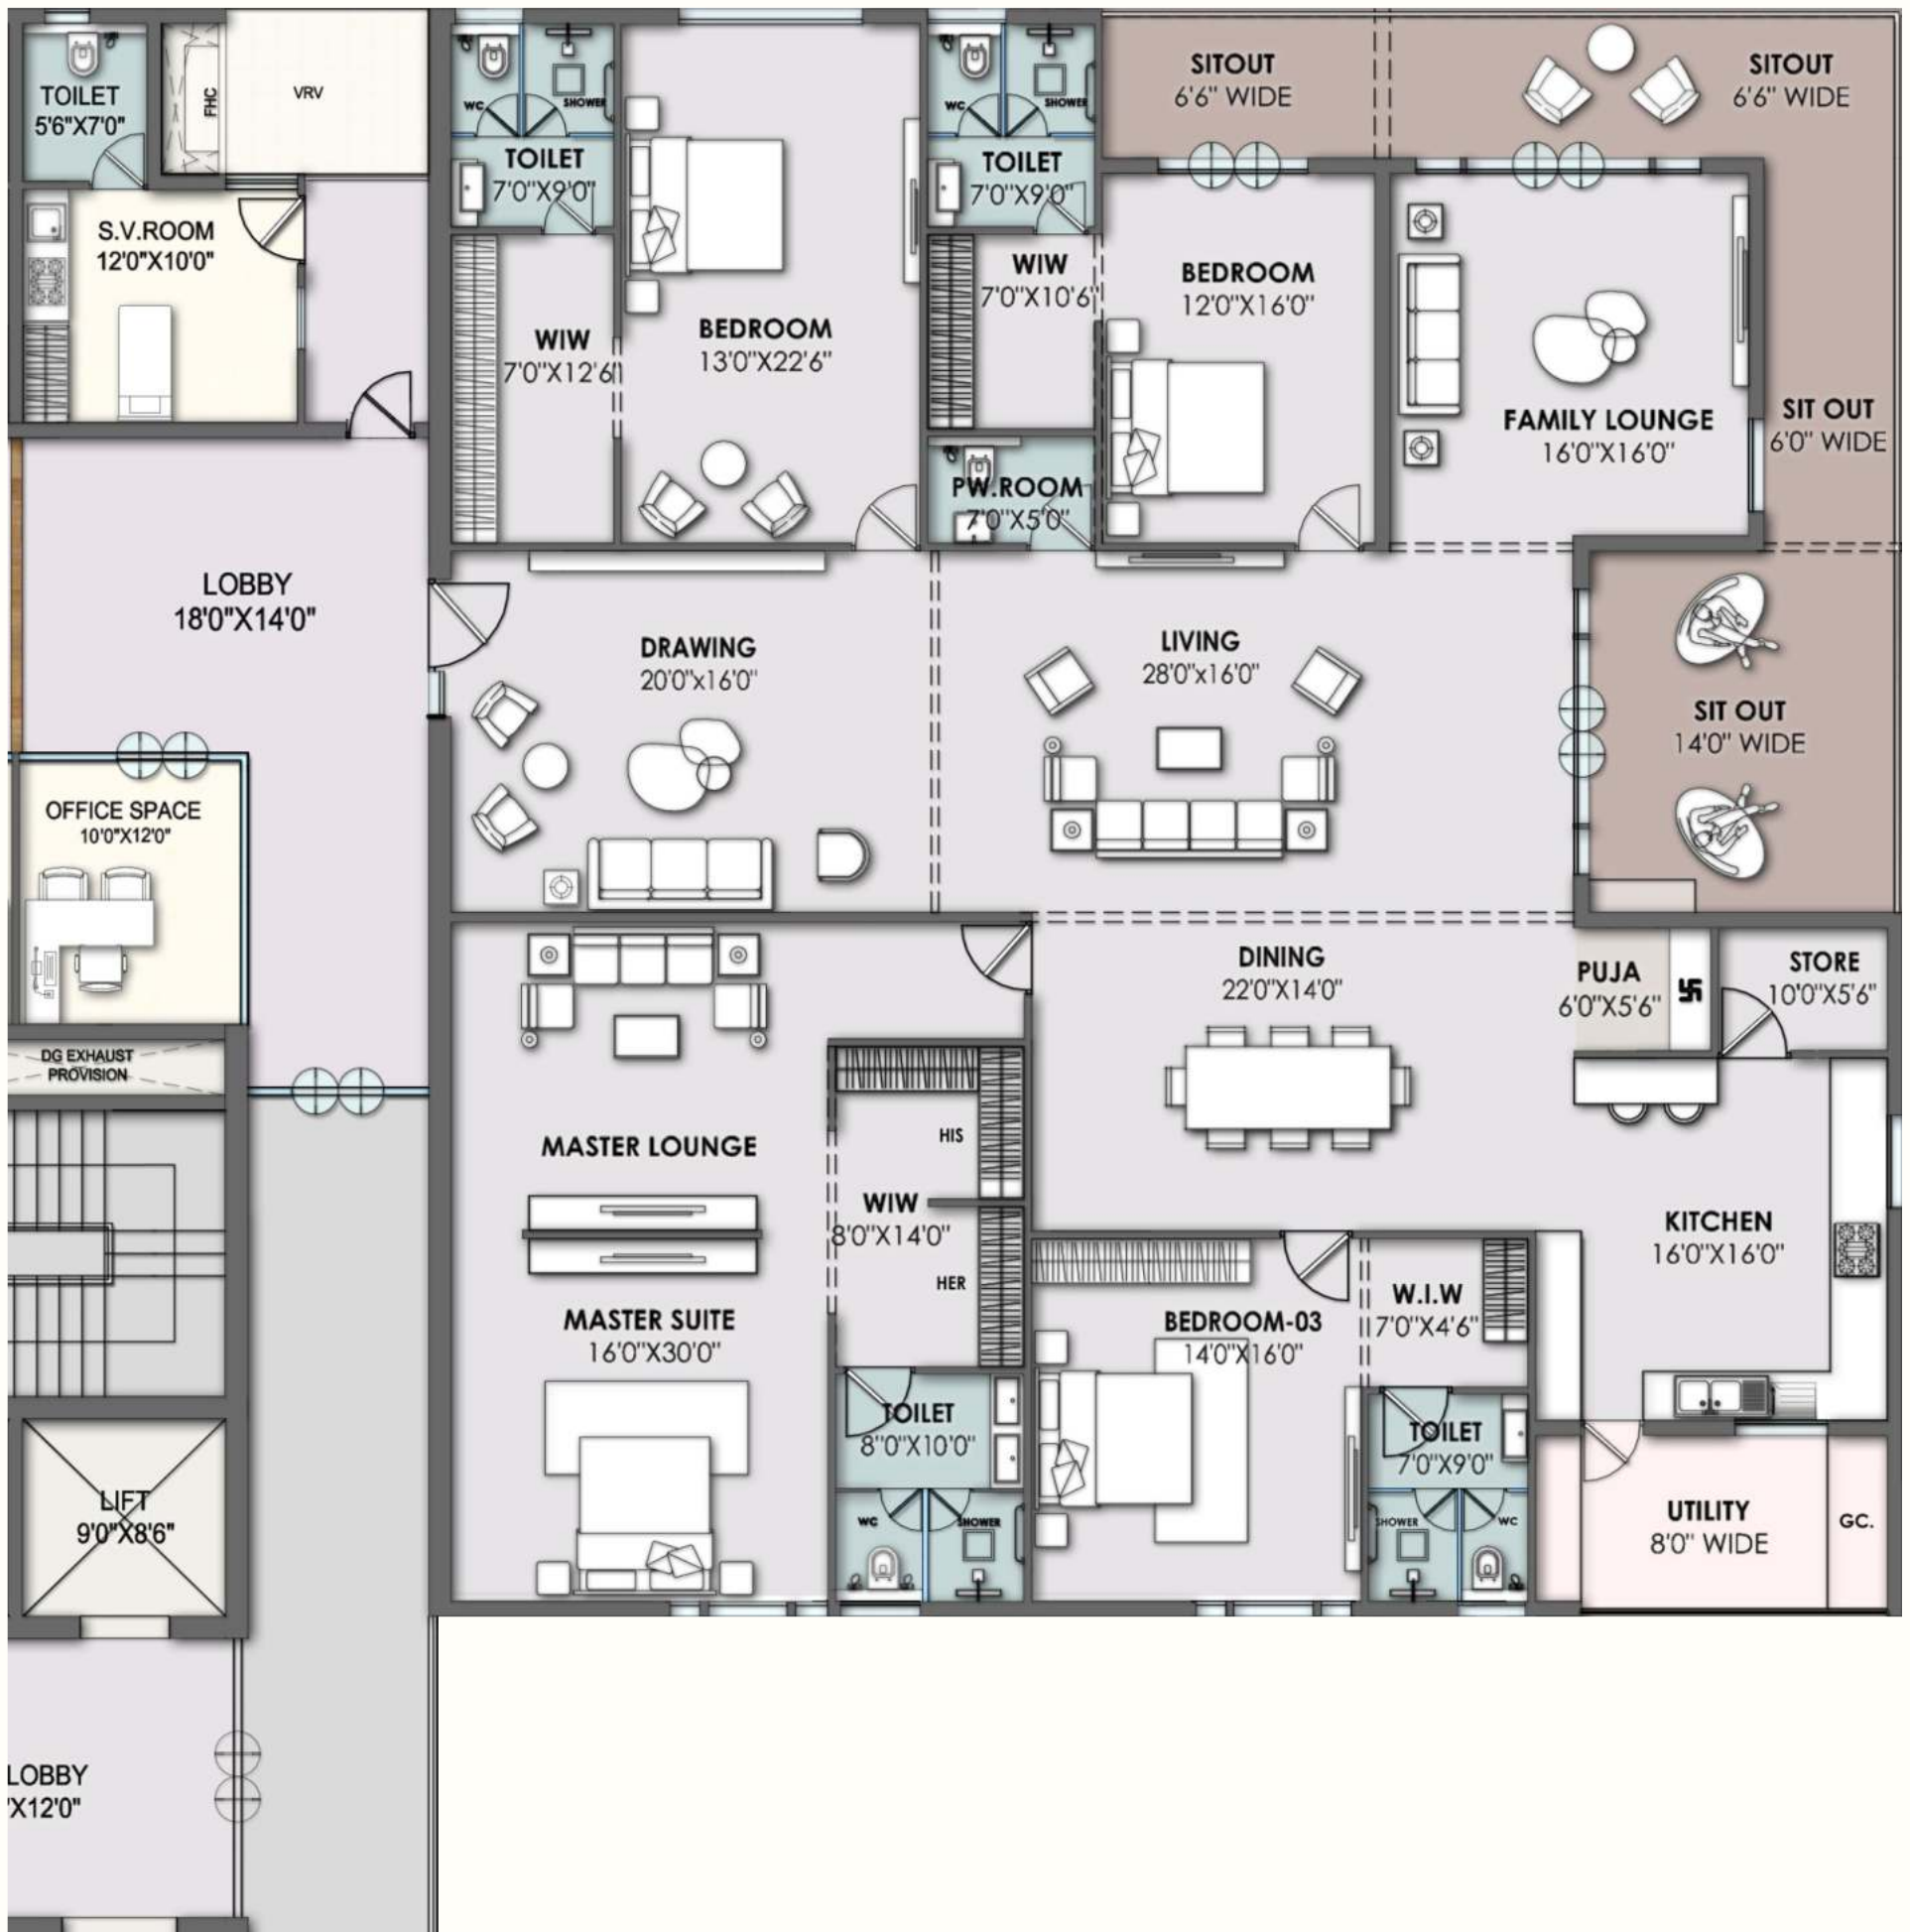 TOILET
5'6"X7'0"
FHC
VRV
S.V.ROOM
12'0"X10'0"
WC
SHOWER
TOILET
7'0"X9'0"
WIW
7'0"X12'6"
BEDROOM
13'0"X22'6"
WC
SHOWER
TOILET
7'0"X9'0"
WIW
7'0"X10'6"
PW.ROOM
7'0"X5'0"
SITOUT
6'6" WIDE
BEDROOM
12'0"X16'0"
SITOUT
6'6" WIDE
FAMILY LOUNGE
16'0"X16'0"
SIT OUT
6'0" WIDE
LOBBY
18'0"X14'0"
DRAWING
20'0"x16'0"
LIVING
28'0"x16'0"
SIT OUT
14'0" WIDE
OFFICE SPACE
10'0"X12'0"
DINING
22'0"X14'0"
PUJA
6'0"X5'6"
卐
STORE
10'0"X5'6"
DG EXHAUST
PROVISION
MASTER LOUNGE
HIS
WIW
8'0"X14'0"
HER
MASTER SUITE
16'0"X30'0"
KITCHEN
16'0"X16'0"
BEDROOM-03
14'0"X16'0"
W.I.W
7'0"X4'6"
TOILET
8"0"X10'0"
WC
SHOWER
TOILET
7'0"X9'0"
SHOWER
WC
UTILITY
8'0" WIDE
GC.
LIFT
9'0"X8'6"
LOBBY
'X12'0"